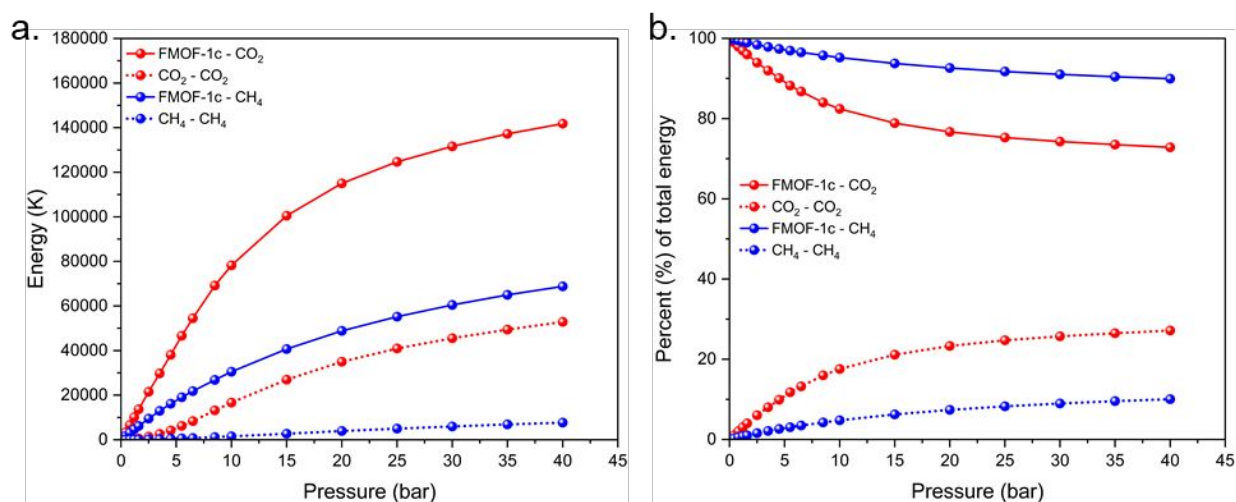 a.
180000
160000
140000
120000
100000
80000
60000
40000
20000
0
Energy (K)
FMOF-1c - CO₂
CO₂ - CO₂
FMOF-1c - CH₄
CH₄ - CH₄
0 5 10 15 20 25 30 35 40 45
Pressure (bar)
b.
100
80
60
40
20
0
Percent (%) of total energy
FMOF-1c - CO₂
CO₂ - CO₂
FMOF-1c - CH₄
CH₄ - CH₄
0 5 10 15 20 25 30 35 40 45
Pressure (bar)